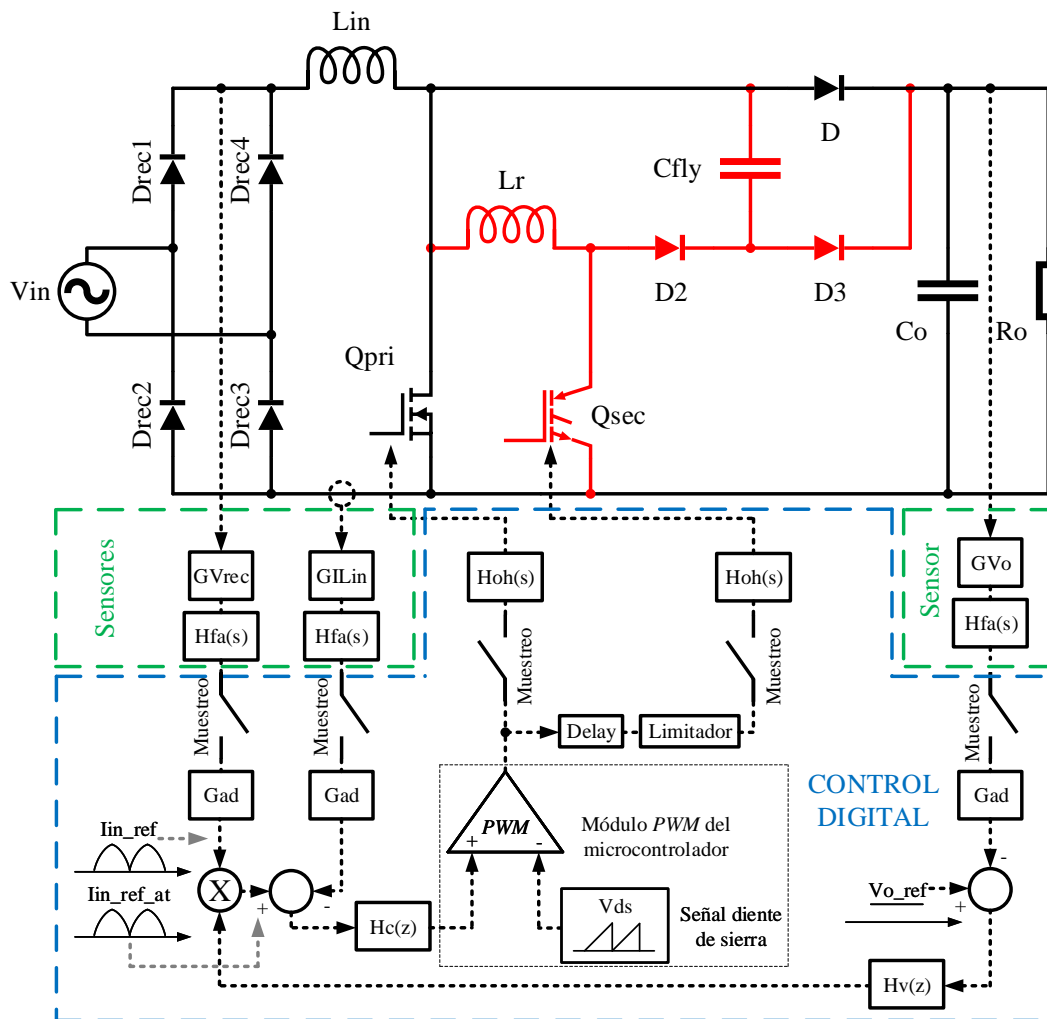 Lin
D
Drec1
Drec4
Cfly
Lr
Vin
D2
D3
Co
Ro
Qpri
Qsec
Drec2
Drec3
Sensores
GVrec
GILin
Hoh(s)
Hoh(s)
Sensor
GVo
Hfa(s)
Hfa(s)
Hfa(s)
Muestreo
Muestreo
Muestreo
Muestreo
Muestreo
Delay
Limitador
Gad
Gad
Gad
CONTROL
DIGITAL
PWM
+
-
Módulo PWM del
microcontrolador
Iin_ref
X
Iin_ref_at
+
-
Hc(z)
Vds
Señal diente
de sierra
-
Vo_ref
+
Hv(z)